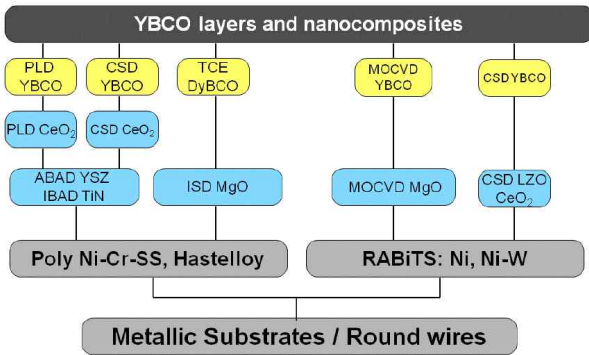 YBCO layers and nanocomposites
PLD
YBCO
CSD
YBCO
TCE
DyBCO
MOCVD
YBCO
CSD YBCO
PLD CeO₂
CSD CeO₂
ABAD YSZ
IBAD TiN
ISD MgO
MOCVD MgO
CSD LZO
CeO₂
Poly Ni-Cr-SS, Hastelloy
RABiTS: Ni, Ni-W
Metallic Substrates / Round wires